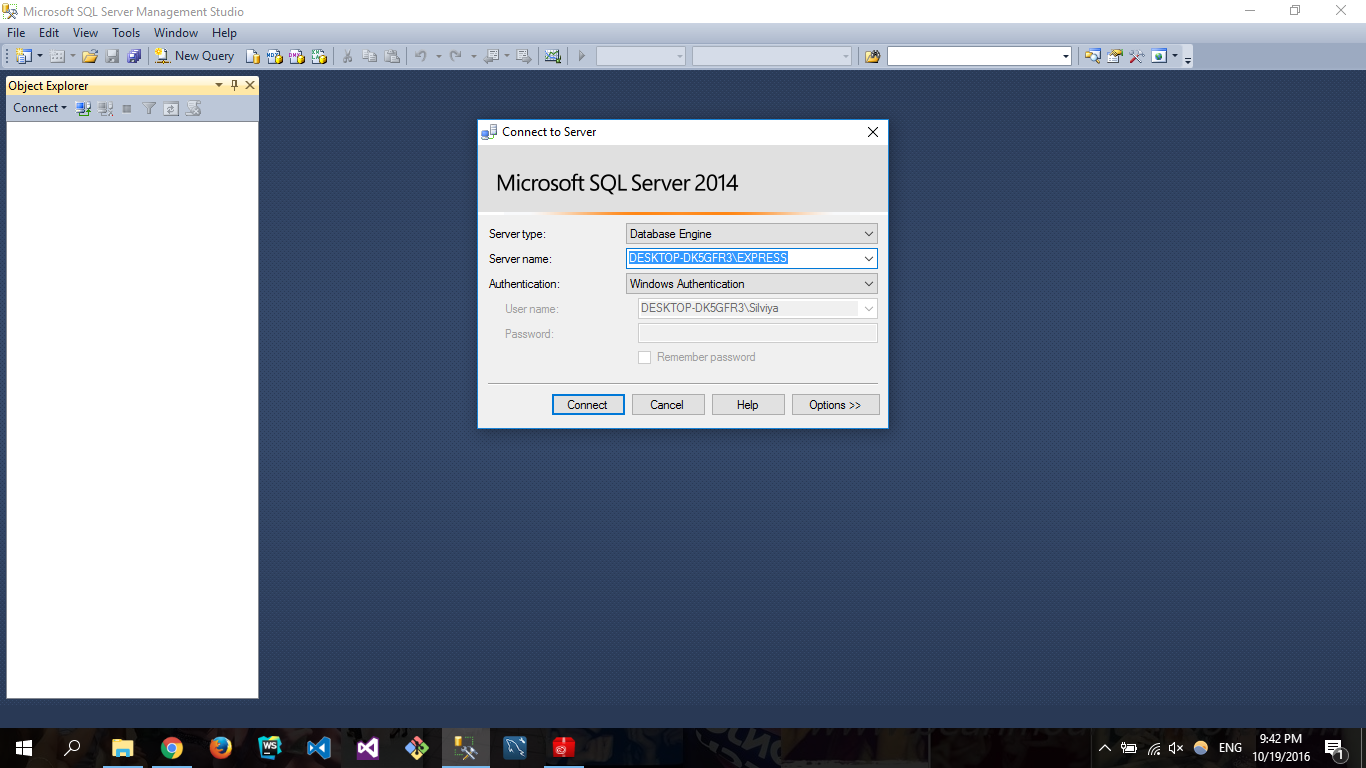 Microsoft SQL Server Management Studio
File Edit View Tools Window Help
New Query
Object Explorer
Connect
Connect to Server
Microsoft SQL Server 2014
Server type: Database Engine
Server name: DESKTOP-DK5GFR3\EXPRESS
Authentication: Windows Authentication
User name: DESKTOP-DK5GFR3\Silviya
Password:
Remember password
Connect Cancel Help Options >>
WS
ENG
9:42 PM
10/19/2016
1